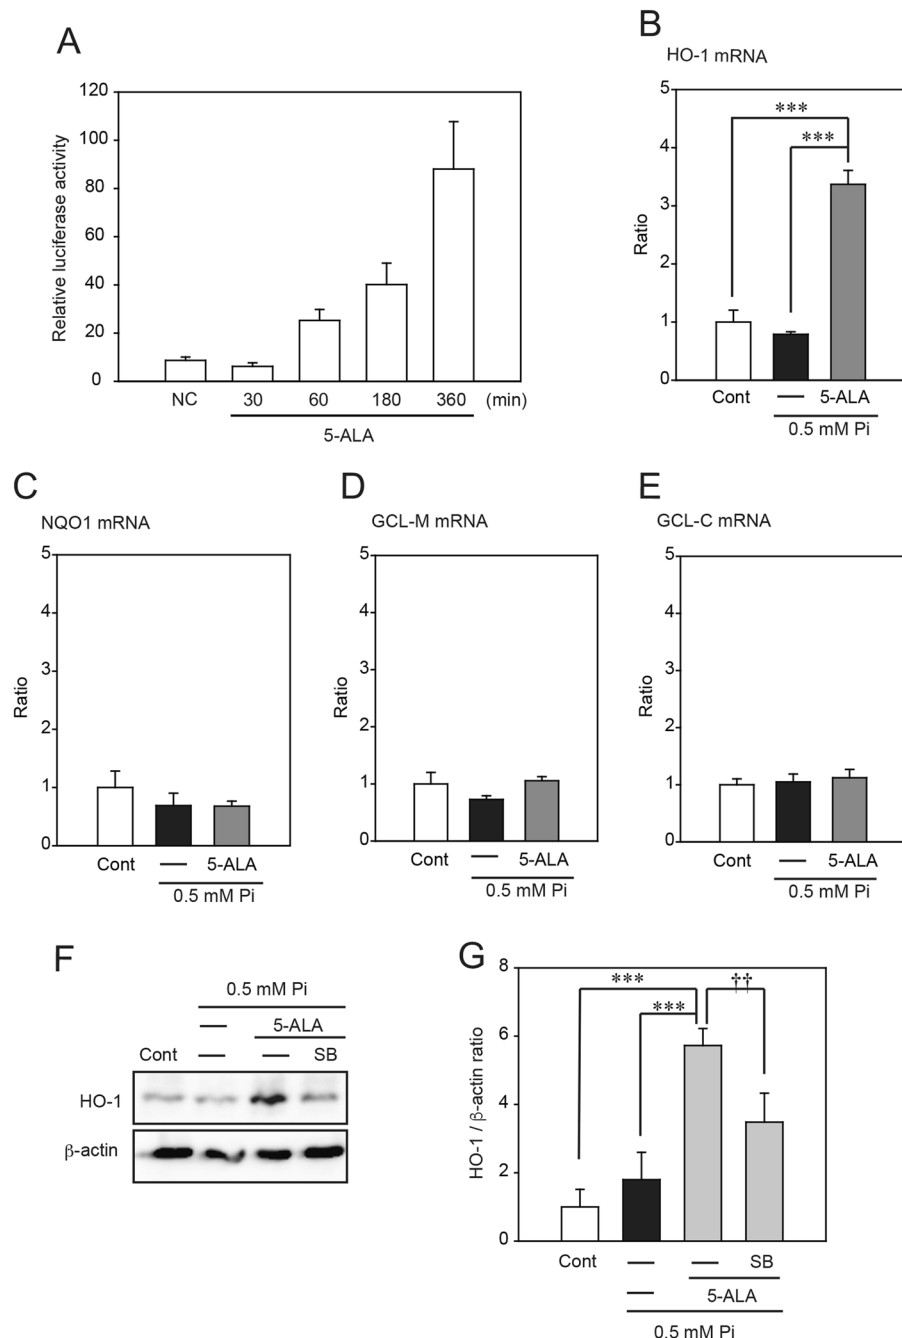 A
Relative luciferase activity
120
100
80
60
40
20
0
NC 30 60 180 360 (min)
5-ALA
B
HO-1 mRNA
Ratio
5
4
3
2
1
0
***
***
Cont — 5-ALA
0.5 mM Pi
C
NQO1 mRNA
Ratio
5
4
3
2
1
0
Cont — 5-ALA
0.5 mM Pi
D
GCL-M mRNA
Ratio
5
4
3
2
1
0
Cont — 5-ALA
0.5 mM Pi
E
GCL-C mRNA
Ratio
5
4
3
2
1
0
Cont — 5-ALA
0.5 mM Pi
F
0.5 mM Pi
— 5-ALA
Cont — — SB
HO-1
β-actin
G
HO-1 / β-actin ratio
8
6
4
2
0
*** ††
***
Cont — — SB
— 5-ALA
0.5 mM Pi